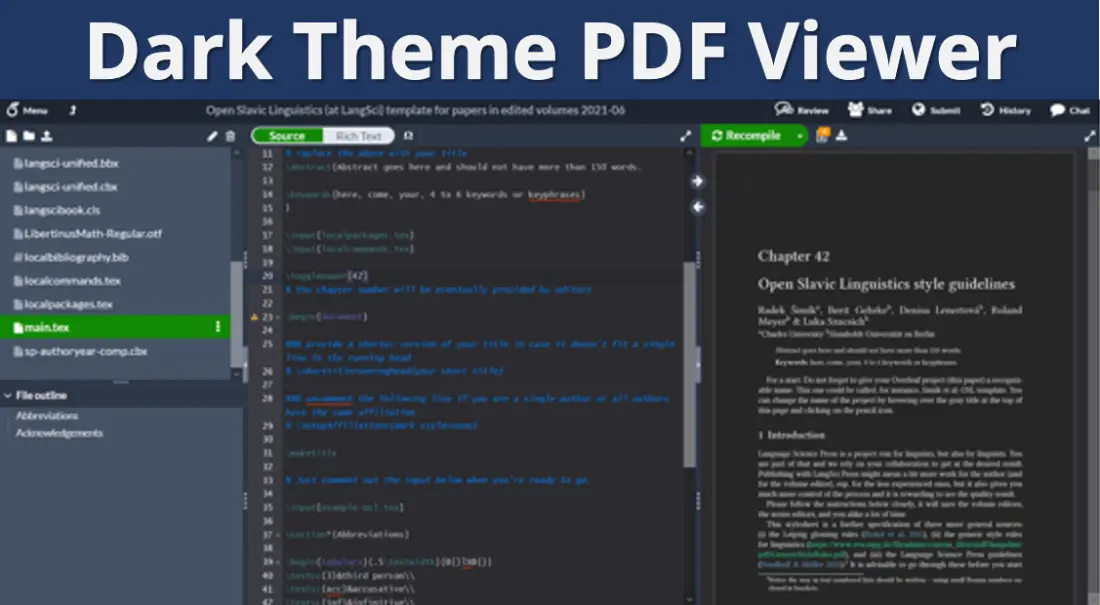 Dark Theme PDF Viewer
Menu
Open Slavic Linguistics (at LangSci) template for papers in edited volumes 2021-06
Review Share Submit History Chat
Source Rich Text Ω
Recompile
langsci-unified.bbx
langsci-unified.cbx
langscibook.cls
LibertinusMath-Regular.otf
localbibliography.bib
localcommands.tex
localpackages.tex
main.tex
sp-authoryear-comp.cbx
File outline
Abbreviations
Acknowledgements
11 % replace the above with your title
12 \abstract{Abstract goes here and should not have more than 150 words.
13
14 \keywords{here, come, your, 4 to 6 keywords or keyphrases}
15 }
16
17 \input{localpackages.tex}
18 \input{localcommands.tex}
19
20 \togglepaper[42]
21 % the chapter number will be eventually provided by editors
22
23 \begin{document}
24
25 %%% provide a shorter version of your title in case it doesn't fit a single
line in the running head
26 % \shorttitlerunninghead{your short title}
27
28 %%% uncomment the following line if you are a single author or all authors
have the same affiliation
29 %
30
31 \maketitle
32
33 % Just comment out the input below when you're ready to go.
34
35 \input{example-osl.tex}
36
37 \section*{Abbreviations}
38
39
40 \textsc{3}&third person\\
41 \textsc{acc}&accusative\\
42 \textsc{inf}&infinitive\\
Chapter 42
Open Slavic Linguistics style guidelines
Radek Šimík, Berit Gehrke, Denisa Lenertová, Roland
Meyer & Luka Szucsich
Charles University Humboldt-Universität zu Berlin
Abstract goes here and should not have more than 150 words.
Keywords: here, come, your, 4 to 6 keywords or keyphrases
For a start: Do not forget to give your Overleaf project (this paper) a recogniz-
able name. This one could be called, for instance, Simik et al: OSL template. You
can change the name of the project by hovering over the gray title at the top of
this page and clicking on the pencil icon.
1 Introduction
Language Science Press is a project run for linguists, but also by linguists. You
are part of that and we rely on your collaboration to get at the desired result.
Publishing with LangSci Press might mean a bit more work for the author (and
for the volume editor), esp. for the less experienced ones, but it also gives you
much more control of the process and it is rewarding to see the quality result.
Please follow the instructions below closely, it will save the volume editors,
the series editors, and you alike a lot of time.
This stylesheet is a further specification of three more general sources:
(i) the Leipzig glossing rules (Bickel et al. 2015), (ii) the generic style rules
for linguistics
and (iii) the Language Science Press guidelines
It is advisable to go through these before you start